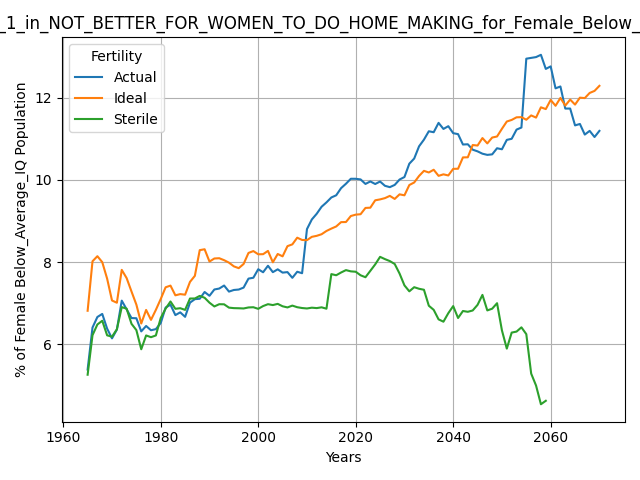 _1_in_NOT_BETTER_FOR_WOMEN_TO_DO_HOME_MAKING_for_Female_Below_
Fertility
Actual
Ideal
Sterile
% of Female Below_Average_IQ Population
12
10
8
6
1960 1980 2000 2020 2040 2060
Years